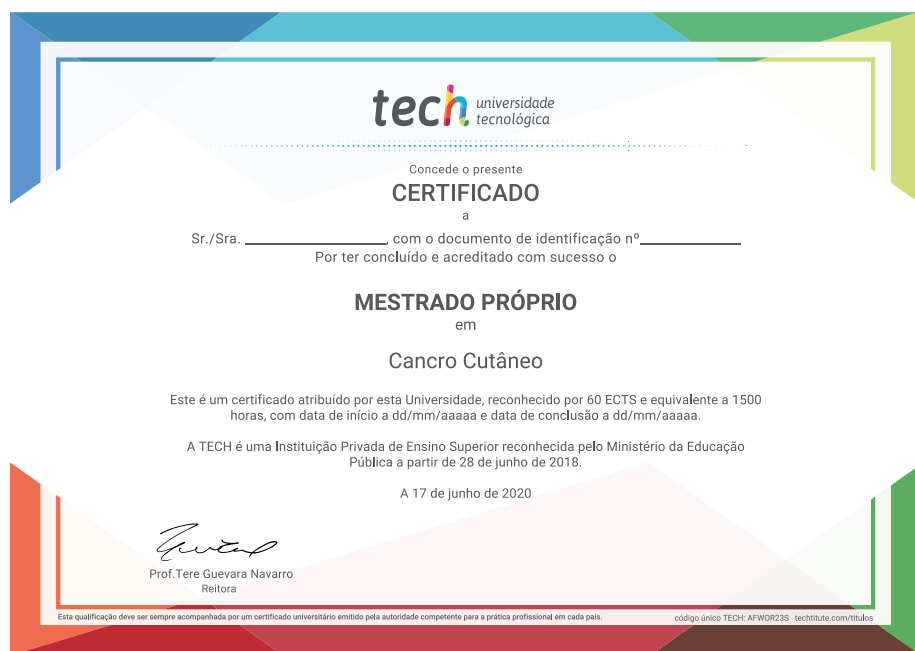 tech universidade
tecnológica
Concede o presente
CERTIFICADO
a
Sr./Sra. ________________, com o documento de identificação nº____________
Por ter concluído e acreditado com sucesso o
MESTRADO PRÓPRIO
em
Cancro Cutâneo
Este é um certificado atribuído por esta Universidade, reconhecido por 60 ECTS e equivalente a 1500
horas, com data de início a dd/mm/aaaaa e data de conclusão a dd/mm/aaaaa.
A TECH é uma Instituição Privada de Ensino Superior reconhecida pelo Ministério da Educação
Pública a partir de 28 de junho de 2018.
A 17 de junho de 2020
Prof.Tere Guevara Navarro
Reitora
Esta qualificação deve ser sempre acompanhada por um certificado universitário emitido pela autoridade competente para a prática profissional em cada país.
código único TECH: AFWOR23S techtitute.com/titulos